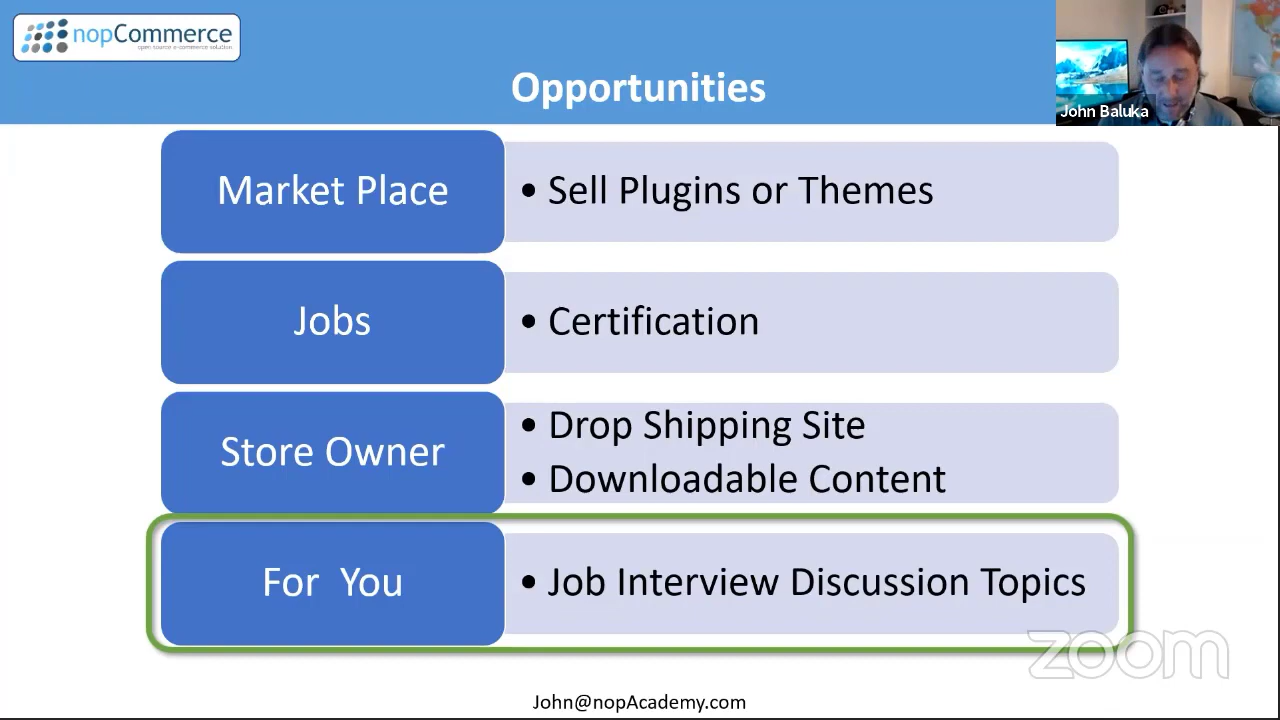 nopCommerce
open source e-commerce solution
Opportunities
John Baluka
Market Place
• Sell Plugins or Themes
Jobs
• Certification
Store Owner
• Drop Shipping Site
• Downloadable Content
For You
• Job Interview Discussion Topics
zoom
John@nopAcademy.com